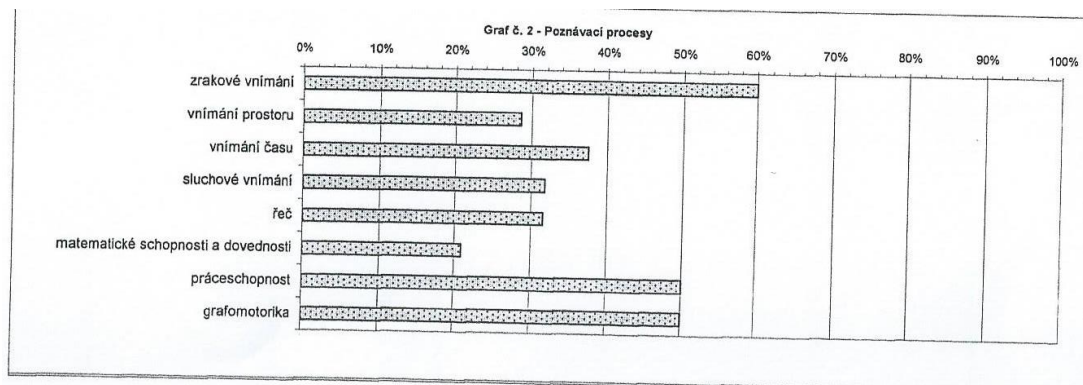 Graf č. 2 - Poznávací procesy
0% 10% 20% 30% 40% 50% 60% 70% 80% 90% 100%
zrakové vnímání
vnímání prostoru
vnímání času
sluchové vnímání
řeč
matematické schopnosti a dovednosti
práceschopnost
grafomotorika